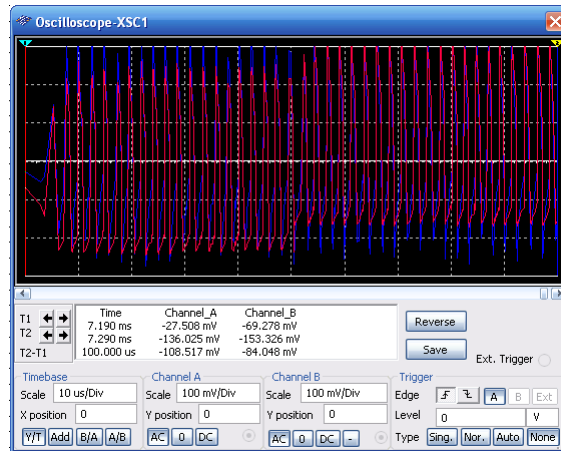 Oscilloscope-XSC1
1
2
T1
T2
T2-T1
Time Channel_A Channel_B
7.190 ms -27.508 mV -69.278 mV
7.290 ms -136.025 mV -153.326 mV
100.000 us -108.517 mV -84.048 mV
Reverse
Save
Ext. Trigger
Timebase
Scale 10 us/Div
X position 0
Y/T Add B/A A/B
Channel A
Scale 100 mV/Div
Y position 0
AC 0 DC
Channel B
Scale 100 mV/Div
Y position 0
AC 0 DC -
Trigger
Edge A B Ext
Level 0 V
Type Sing. Nor. Auto None